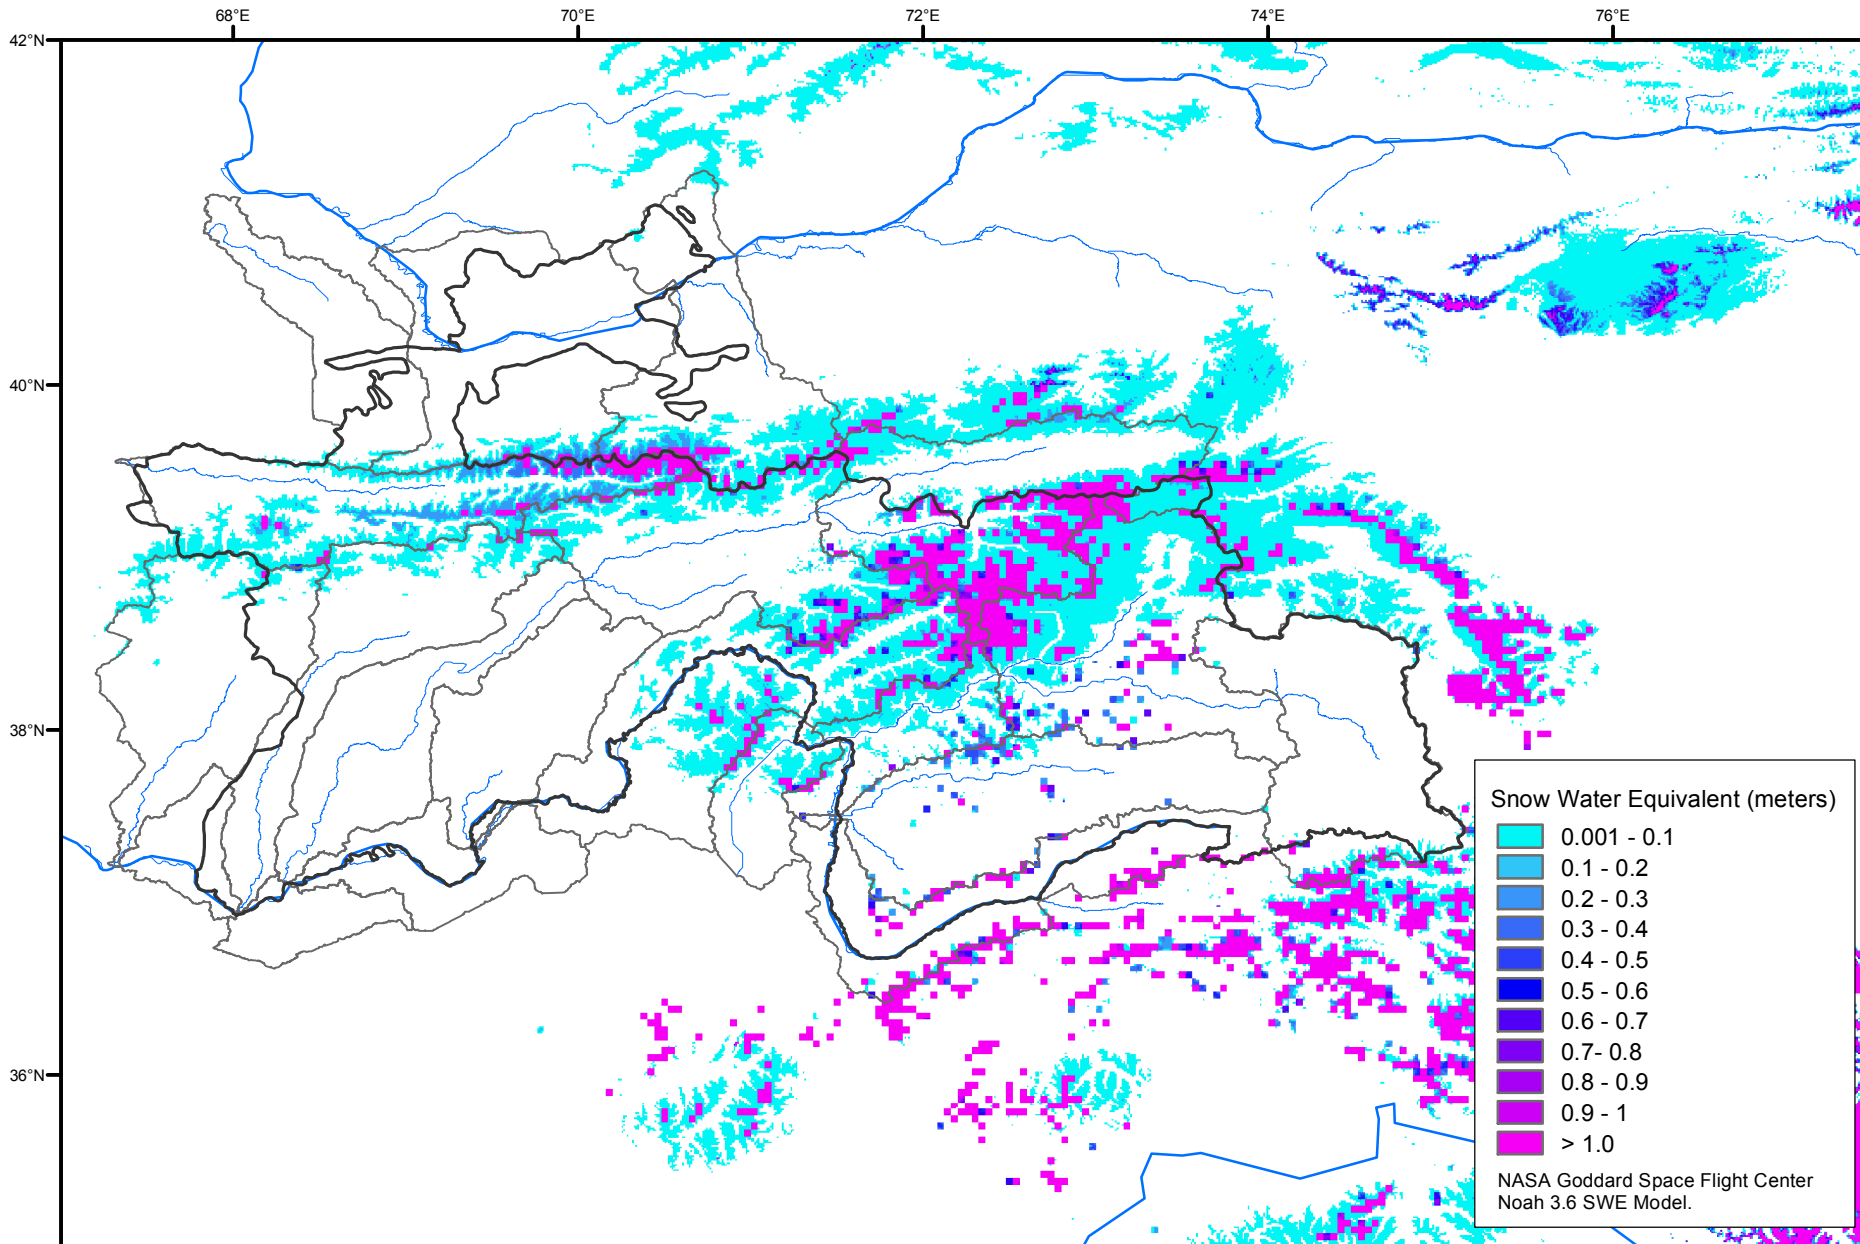 68°E
70°E
72°E
74°E
76°E
42°N
40°N
38°N
36°N
Snow Water Equivalent (meters)
0.001 - 0.1
0.1 - 0.2
0.2 - 0.3
0.3 - 0.4
0.4 - 0.5
0.5 - 0.6
0.6 - 0.7
0.7- 0.8
0.8 - 0.9
0.9 - 1
> 1.0
NASA Goddard Space Flight Center
Noah 3.6 SWE Model.